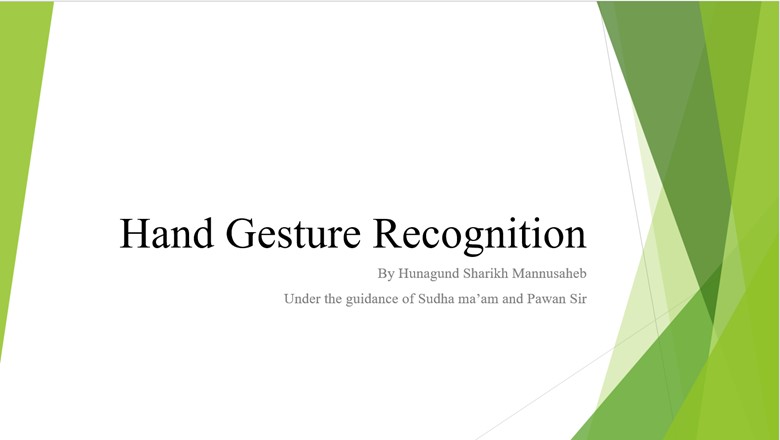 Hand Gesture Recognition
By Hunagund Sharikh Mannusaheb
Under the guidance of Sudha ma’am and Pawan Sir